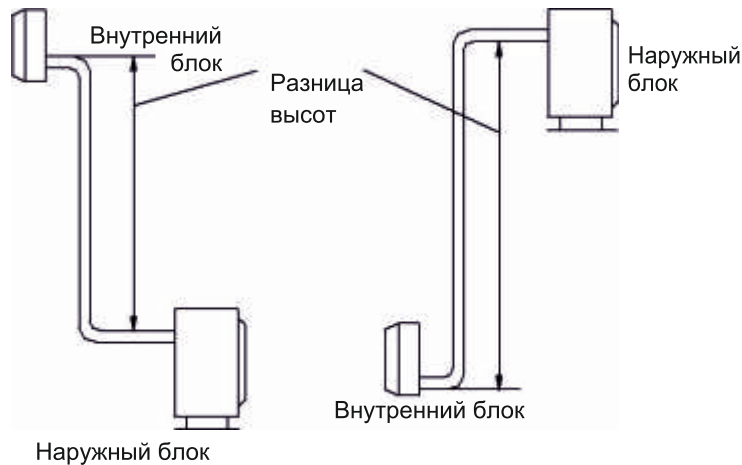 Внутренний
блок
Разница
высот
Наружный
блок
Внутренний блок
Наружный блок